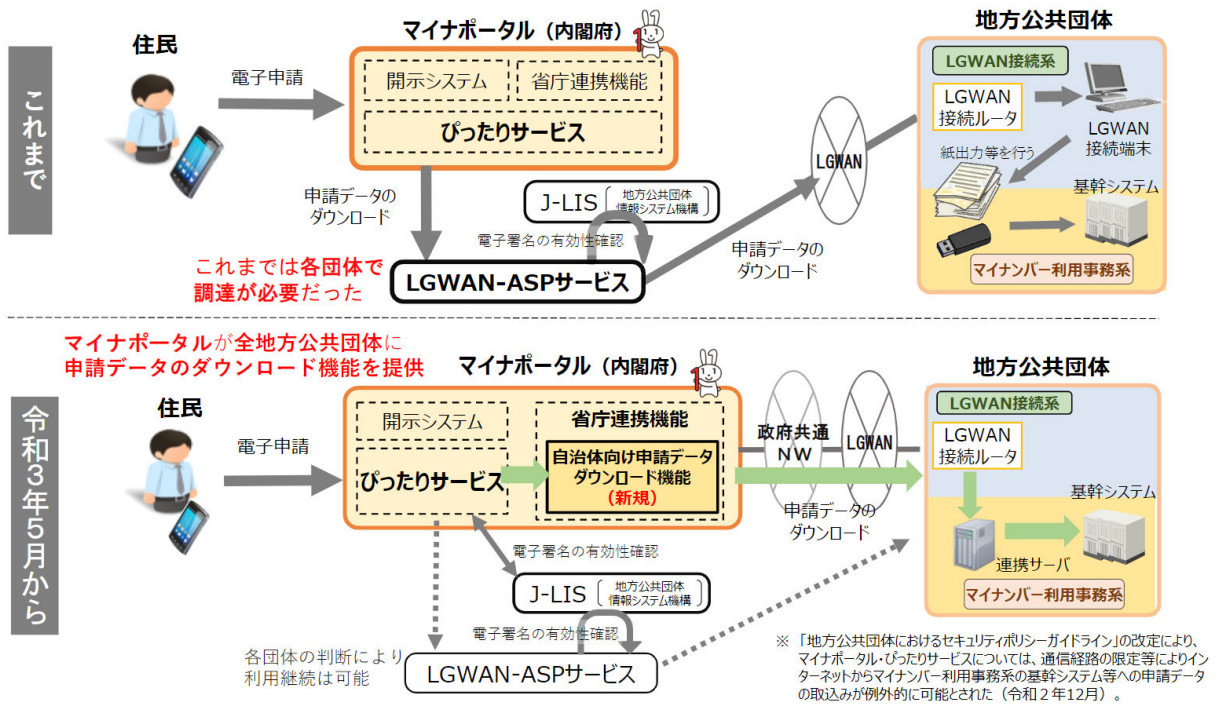 これまで
住民
電子申請
マイナポータル（内閣府）
開示システム
省庁連携機能
ぴったりサービス
申請データの
ダウンロード
J-LIS
地方公共団体
情報システム機構
電子署名の有効性確認
これまでは各団体で
調達が必要だった
LGWAN-ASPサービス
申請データの
ダウンロード
LGWAN
地方公共団体
LGWAN接続系
LGWAN
接続ルータ
LGWAN
接続端末
紙出力等を行う
基幹システム
マイナンバー利用事務系
令和３年５月から
マイナポータルが全地方公共団体に
申請データのダウンロード機能を提供
住民
電子申請
マイナポータル（内閣府）
開示システム
ぴったりサービス
省庁連携機能
自治体向け申請データ
ダウンロード機能
(新規)
政府共通
NW
LGWAN
申請データの
ダウンロード
電子署名の有効性確認
J-LIS
地方公共団体
情報システム機構
電子署名の有効性確認
各団体の判断により
利用継続は可能
LGWAN-ASPサービス
地方公共団体
LGWAN接続系
LGWAN
接続ルータ
基幹システム
連携サーバ
マイナンバー利用事務系
※ 「地方公共団体におけるセキュリティポリシーガイドライン」の改定により、
マイナポータル・ぴったりサービスについては、通信経路の限定等によりイン
ターネットからマイナンバー利用事務系の基幹システム等への申請データ
の取込みが例外的に可能とされた（令和２年12月）。